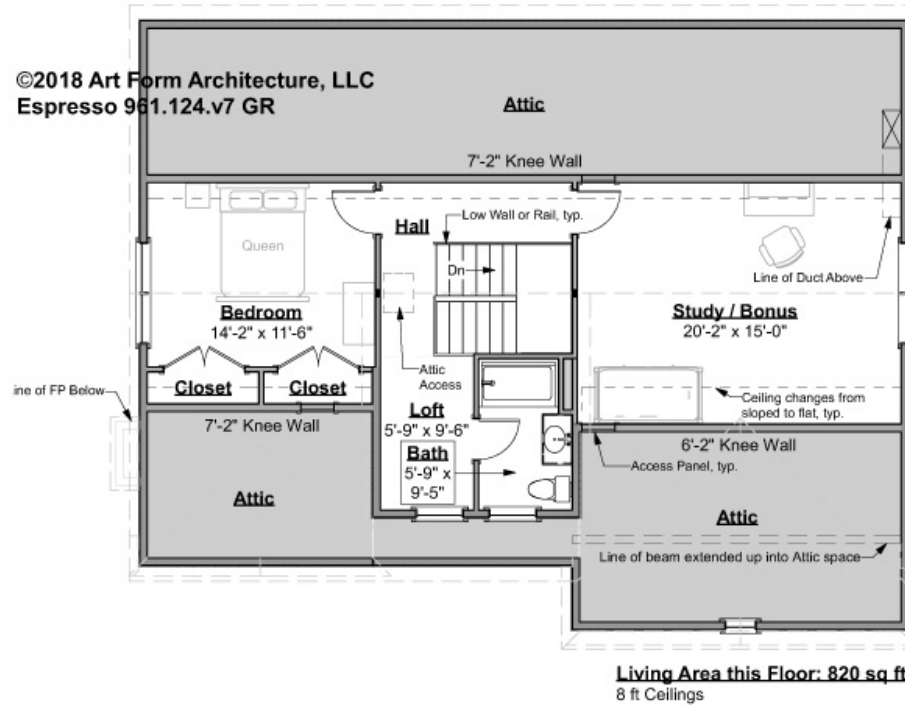 ©2018 Art Form Architecture, LLC
Espresso 961.124.v7 GR
Attic
7'-2" Knee Wall
Hall
Low Wall or Rail, typ.
Queen
Dn
Line of Duct Above
Bedroom
14'-2" x 11'-6"
Study / Bonus
20'-2" x 15'-0"
Attic
Access
Closet
Closet
ine of FP Below
Ceiling changes from
sloped to flat, typ.
Loft
5'-9" x 9'-6"
7'-2" Knee Wall
6'-2" Knee Wall
Bath
5'-9" x
9'-5"
Access Panel, typ.
Attic
Attic
Line of beam extended up into Attic space
Living Area this Floor: 820 sq ft
8 ft Ceilings